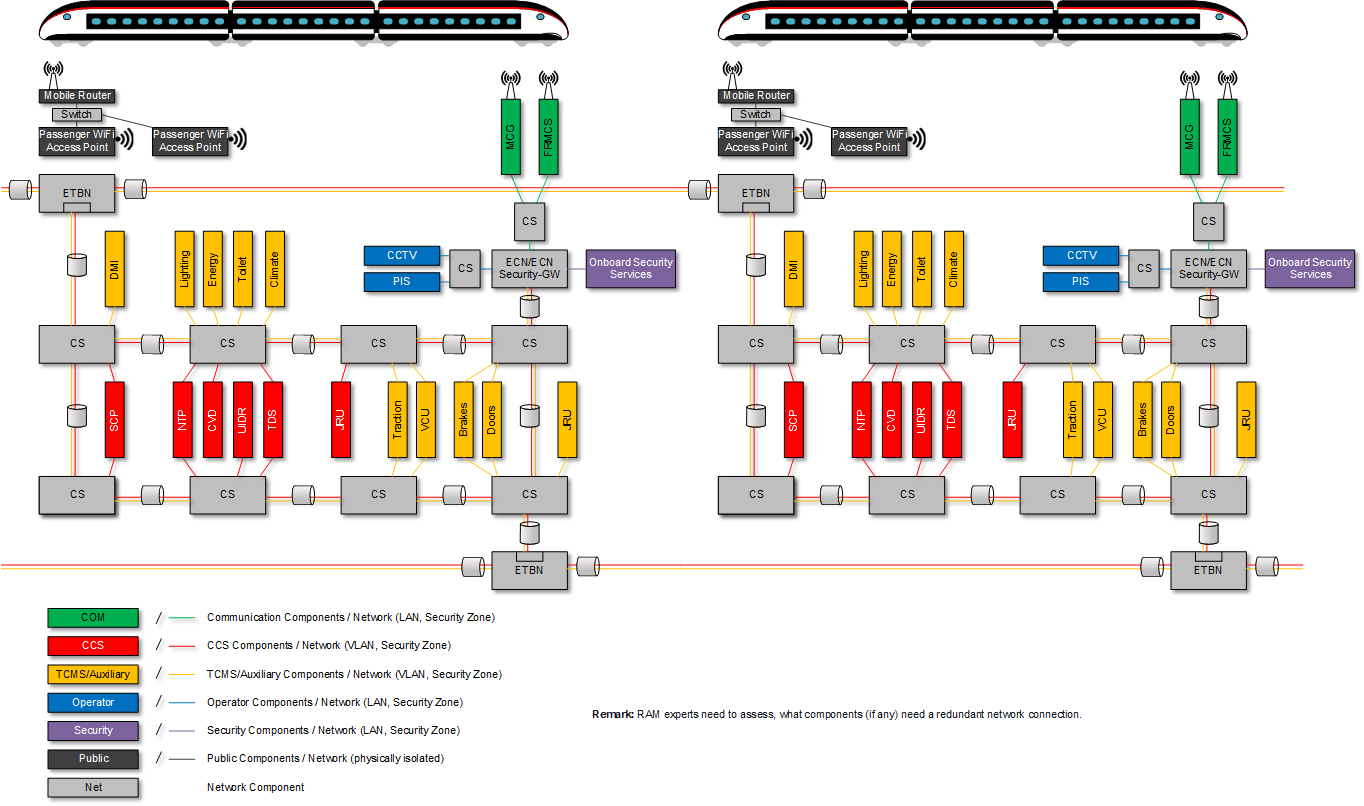 Mobile Router
Switch
Passenger WiFi
Access Point
Passenger WiFi
Access Point
MCG
FRMCS
ETBN
CS
DMI
Lighting
Energy
Toilet
Climate
CCTV
PIS
CS
ECN/ECN
Security-GW
Onboard Security
Services
CS
CS
CS
CS
SCP
NTP
CVD
UIDR
TDS
JRU
Traction
VCU
Brakes
Doors
JRU
CS
CS
CS
CS
ETBN
Mobile Router
Switch
Passenger WiFi
Access Point
Passenger WiFi
Access Point
MCG
FRMCS
ETBN
CS
DMI
Lighting
Energy
Toilet
Climate
CCTV
PIS
CS
ECN/ECN
Security-GW
Onboard Security
Services
CS
CS
CS
CS
SCP
NTP
CVD
UIDR
TDS
JRU
Traction
VCU
Brakes
Doors
JRU
CS
CS
CS
CS
ETBN
COM / Communication Components / Network (LAN, Security Zone)
CCS / CCS Components / Network (VLAN, Security Zone)
TCMS/Auxiliary / TCMS/Auxiliary Components / Network (VLAN, Security Zone)
Operator / Operator Components / Network (LAN, Security Zone)
Security / Security Components / Network (LAN, Security Zone)
Public / Public Components / Network (physically isolated)
Net Network Component
Remark: RAM experts need to assess, what components (if any) need a redundant network connection.